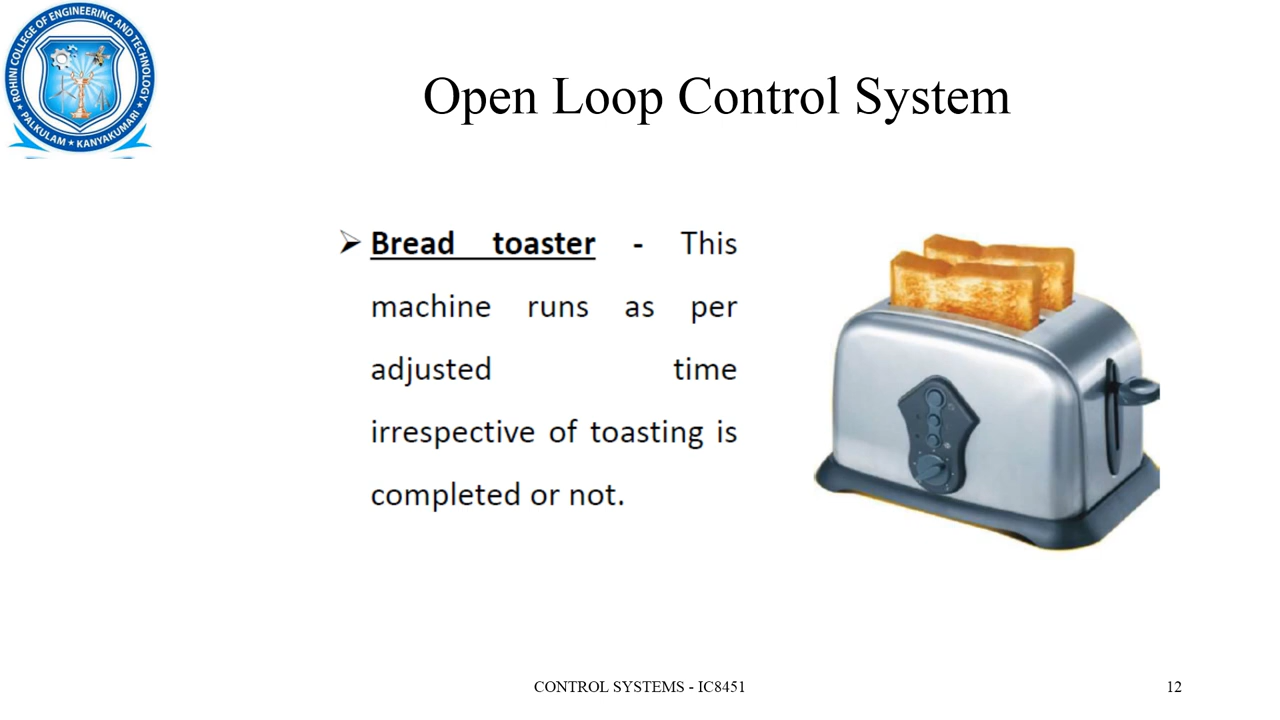 ROHINI COLLEGE OF ENGINEERING AND TECHNOLOGY
★ PALKULAM ★ KANYAKUMARI ★
Open Loop Control System
➢ Bread toaster - This
machine runs as per
adjusted time
irrespective of toasting is
completed or not.
CONTROL SYSTEMS - IC8451
12